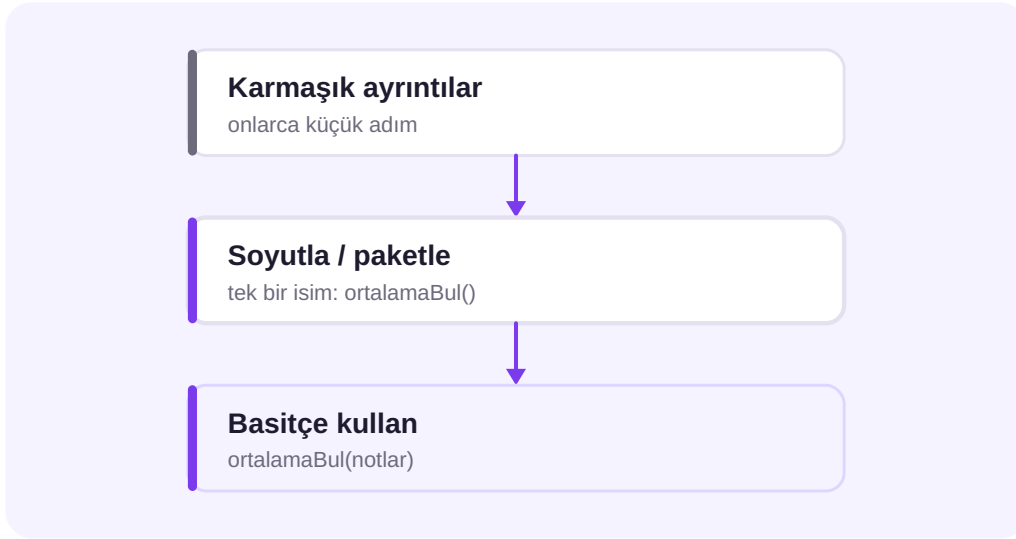 Karmaşık ayrıntılar
onlarca küçük adım
Soyutla / paketle
tek bir isim: ortalamaBul()
Basitçe kullan
ortalamaBul(notlar)